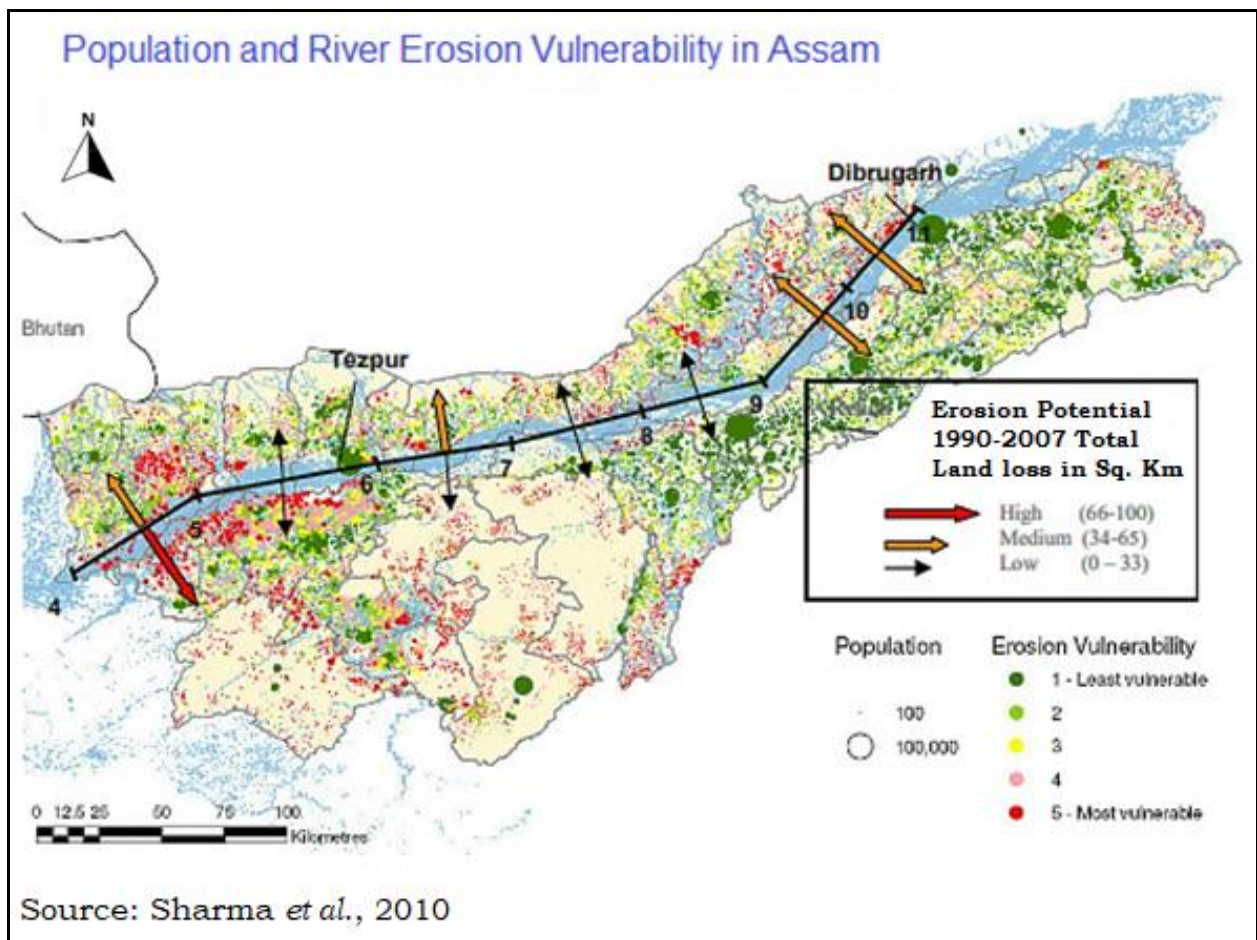 Population and River Erosion Vulnerability in Assam
N
Dibrugarh
11
Bhutan
10
Tezpur
9
8
7
6
5
4
Erosion Potential
1990-2007 Total
Land loss in Sq. Km
High (66-100)
Medium (34-65)
Low (0 – 33)
Population
100
100,000
Erosion Vulnerability
1 - Least vulnerable
2
3
4
5 - Most vulnerable
0 12.5 25 50 75 100
Kilometres
Source: Sharma et al., 2010